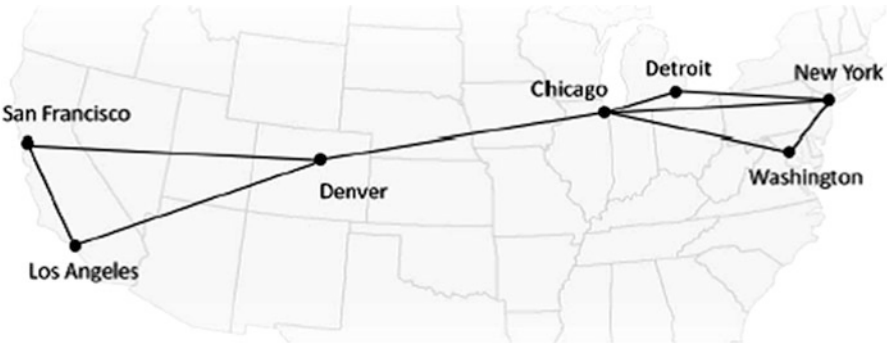 Detroit
New York
Chicago
San Francisco
Washington
Denver
Los Angeles